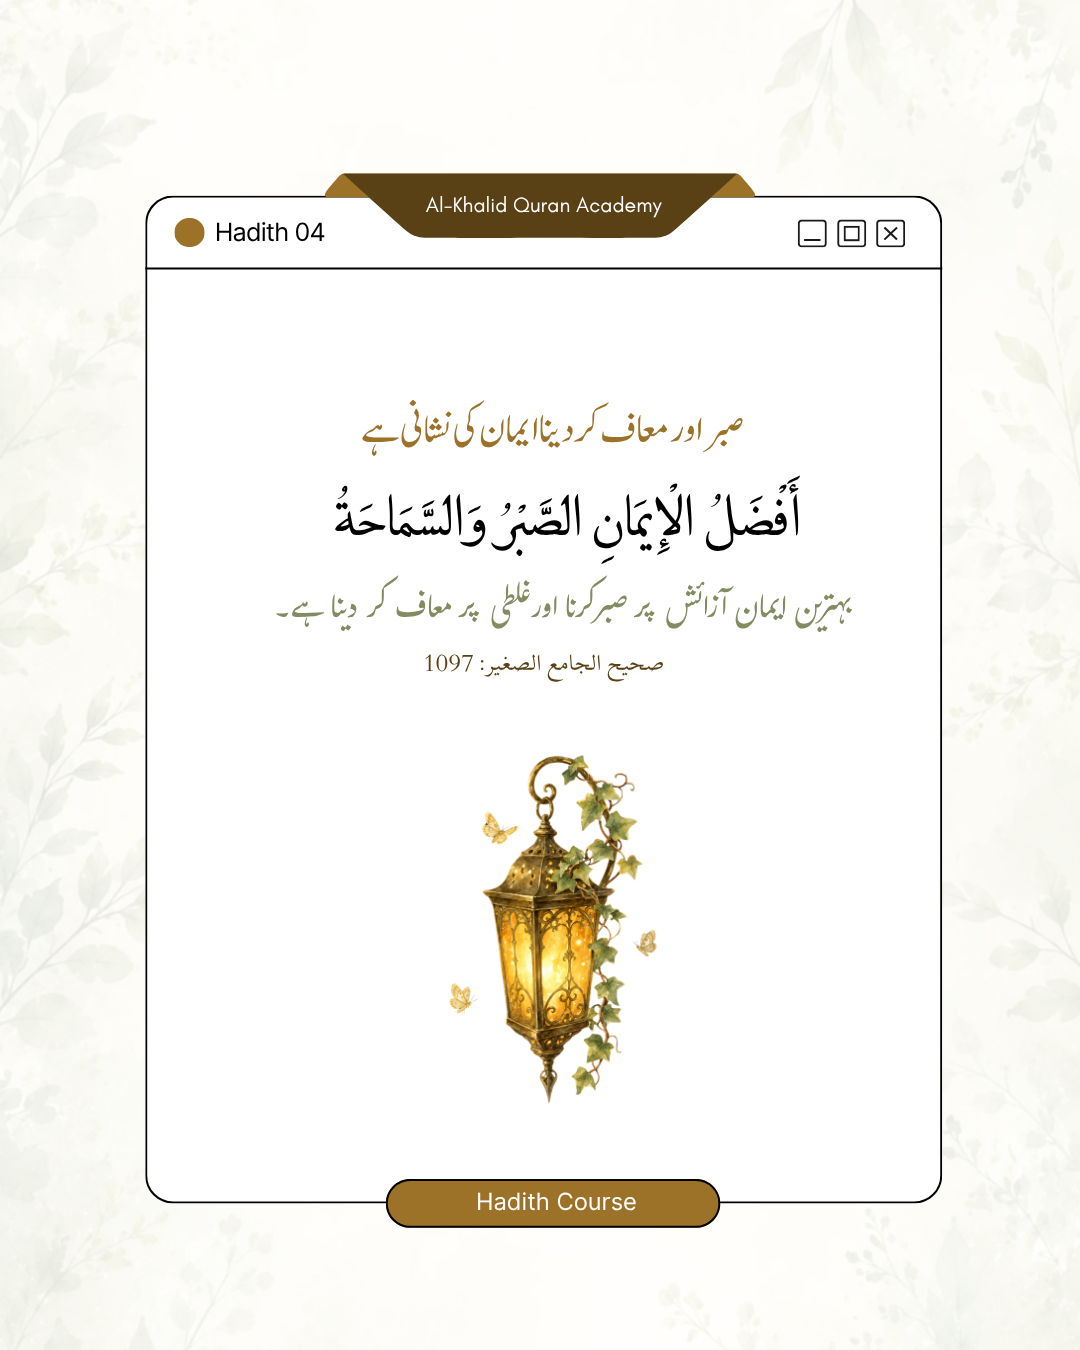 Al-Khalid Quran Academy
Hadith 04
صبر اور معاف کر دینا ایمان کی نشانی ہے
أَفْضَلُ الْإِيمَانِ الصَّبْرُ وَالسَّمَاحَةُ
بہترین ایمان آزائش پر صبر کرنا اور غلطی پر معاف کر دینا ہے۔
صحيح الجامع الصغير: 1097
Hadith Course